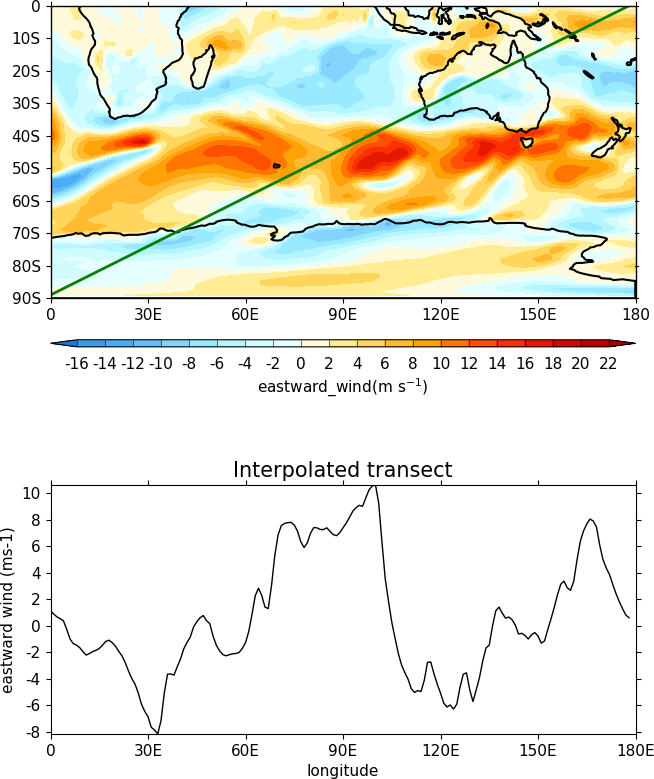 0
10S
20S
30S
40S
50S
60S
70S
80S
90S
0 30E 60E 90E 120E 150E 180
-16 -14 -12 -10 -8 -6 -4 -2 0 2 4 6 8 10 12 14 16 18 20 22
eastward_wind(m s⁻¹)
Interpolated transect
10
8
6
4
2
0
-2
-4
-6
-8
eastward wind (ms-1)
0 30E 60E 90E 120E 150E 180E
longitude